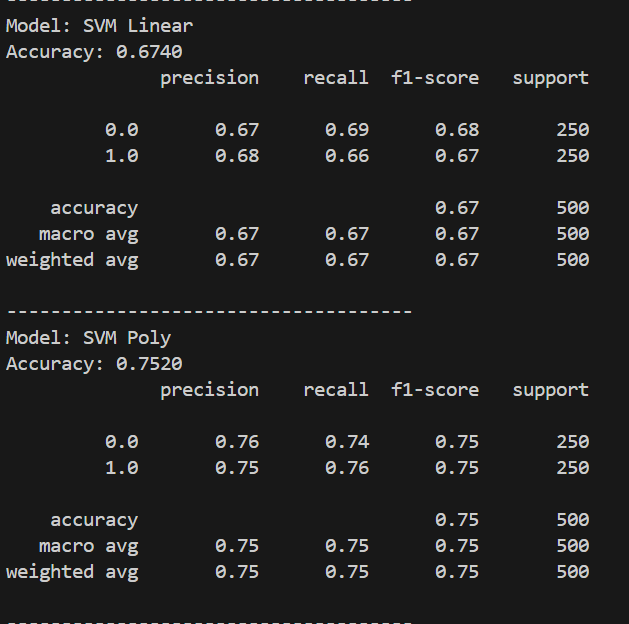 -------------------------------------
Model: SVM Linear
Accuracy: 0.6740
precision recall f1-score support
0.0 0.67 0.69 0.68 250
1.0 0.68 0.66 0.67 250
accuracy 0.67 500
macro avg 0.67 0.67 0.67 500
weighted avg 0.67 0.67 0.67 500
-------------------------------------
Model: SVM Poly
Accuracy: 0.7520
precision recall f1-score support
0.0 0.76 0.74 0.75 250
1.0 0.75 0.76 0.75 250
accuracy 0.75 500
macro avg 0.75 0.75 0.75 500
weighted avg 0.75 0.75 0.75 500
-------------------------------------